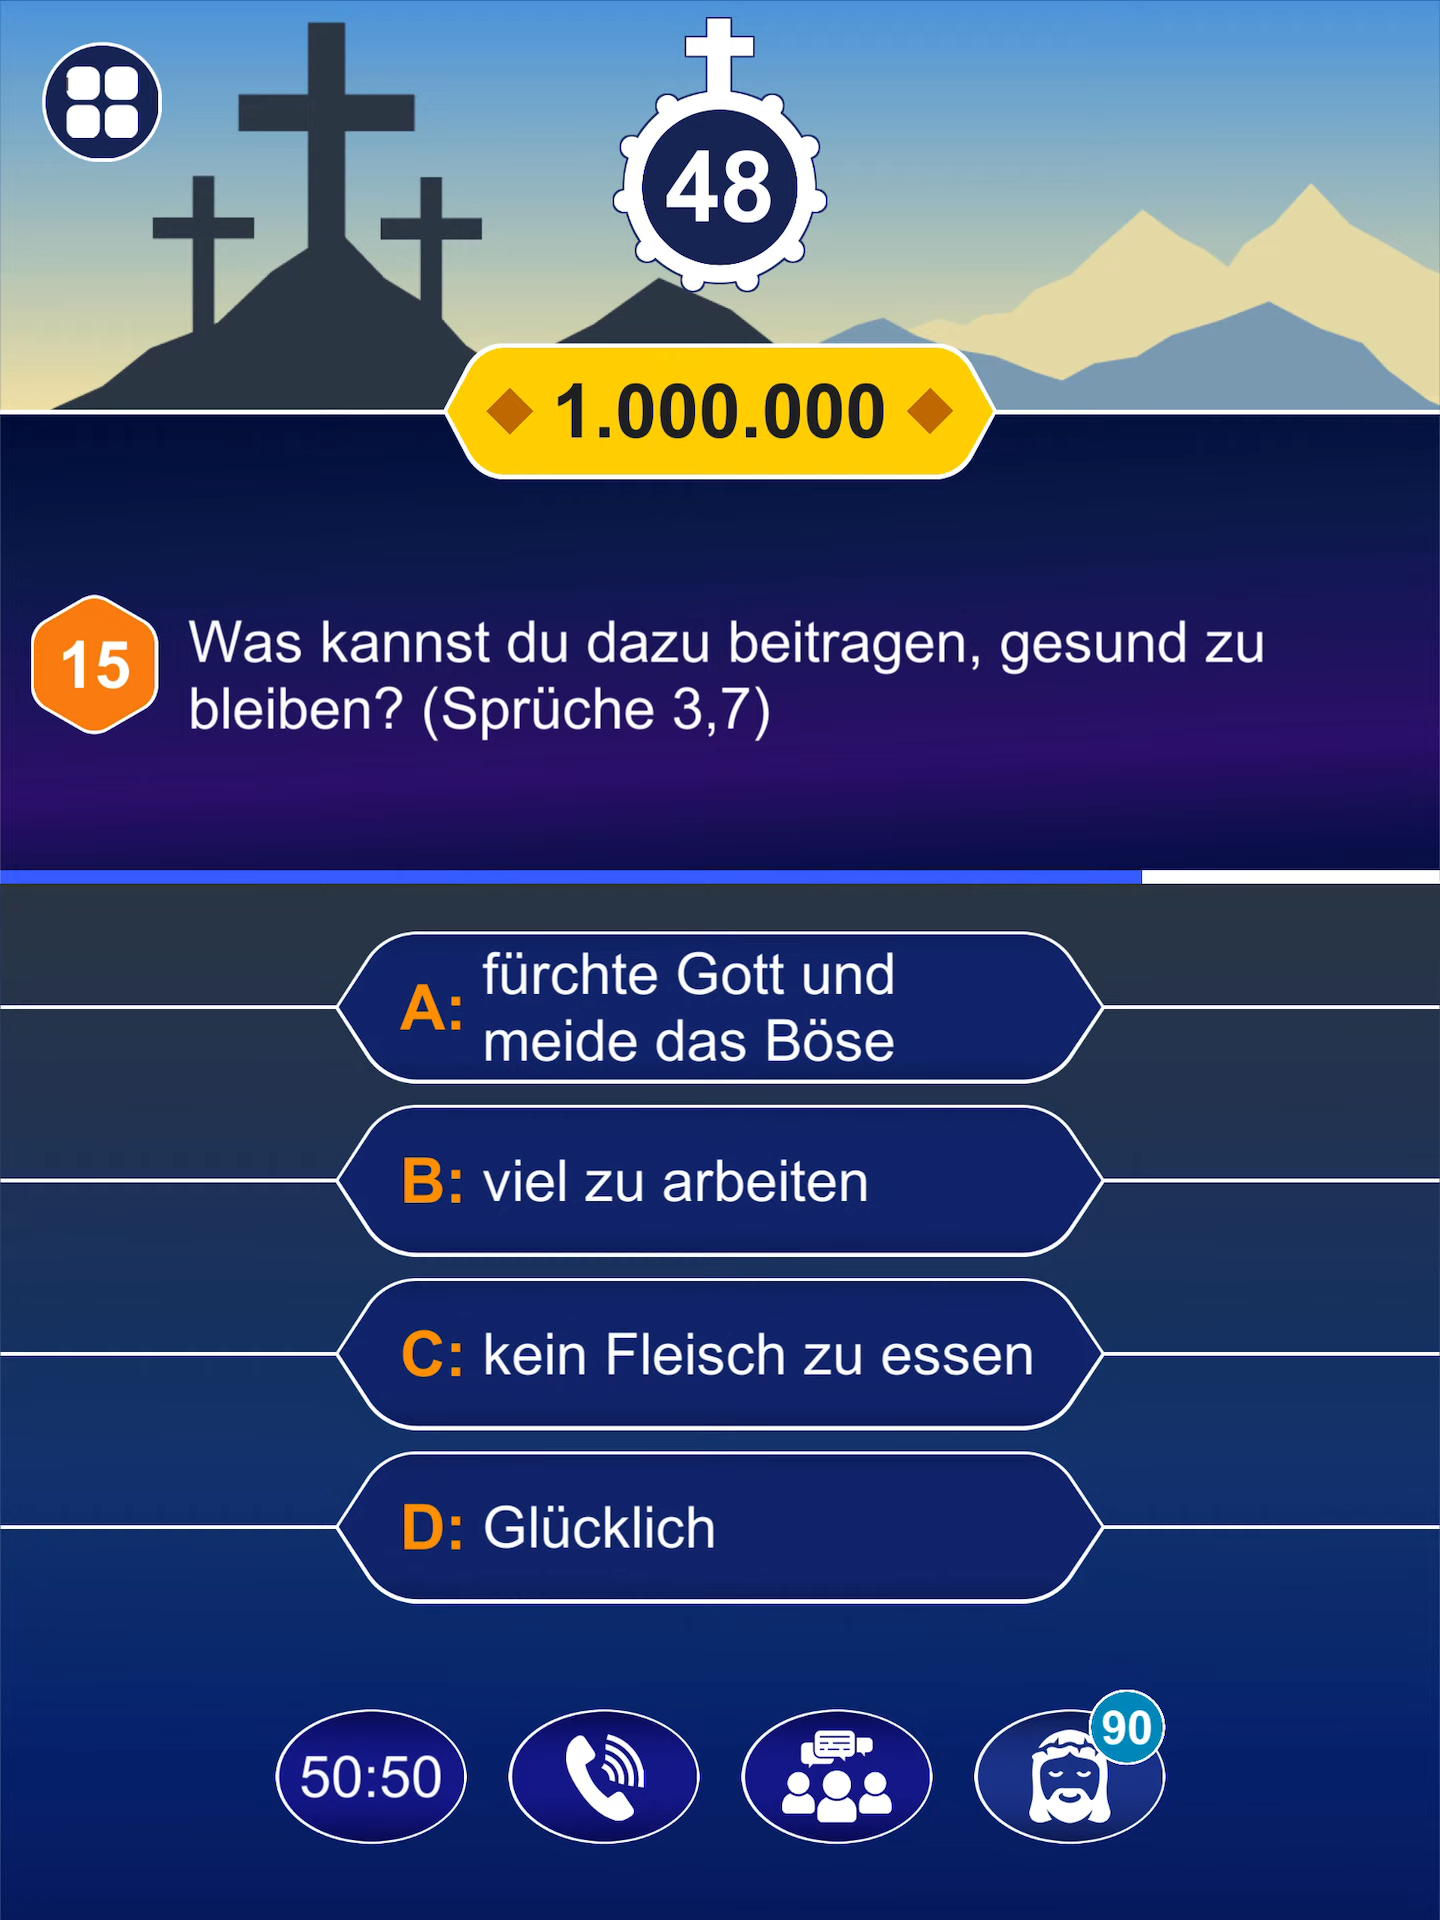 48
1.000.000
15
Was kannst du dazu beitragen, gesund zu
bleiben? (Sprüche 3,7)
A: fürchte Gott und
meide das Böse
B: viel zu arbeiten
C: kein Fleisch zu essen
D: Glücklich
50:50
90